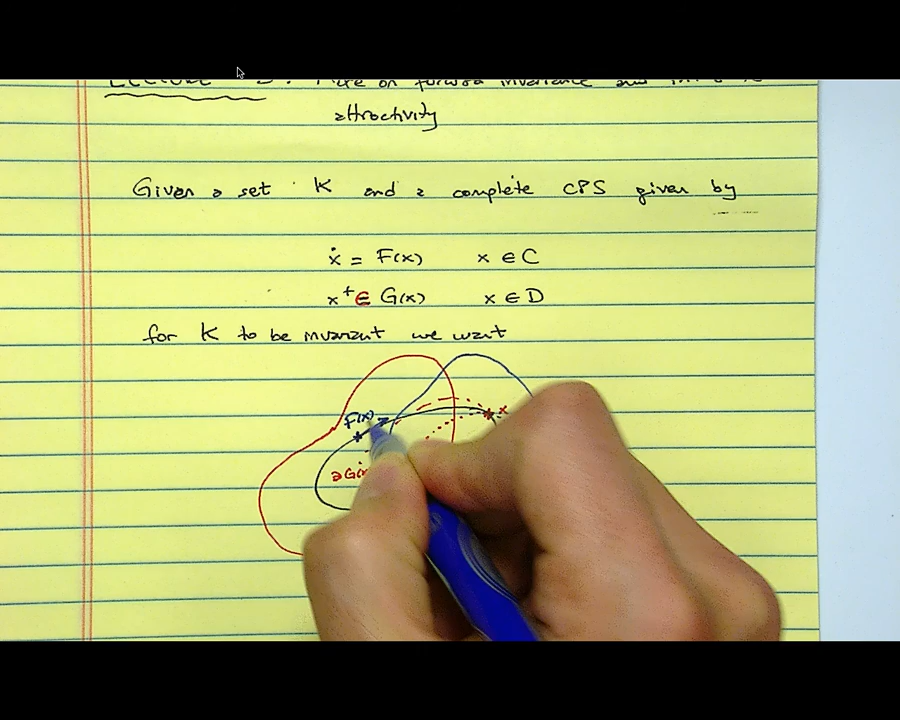 attractivity
Given a set K and a complete CPS given by
ẋ = F(x) x ∈ C
x⁺ ∈ G(x) x ∈ D
for K to be invariant we want
F(x)
x